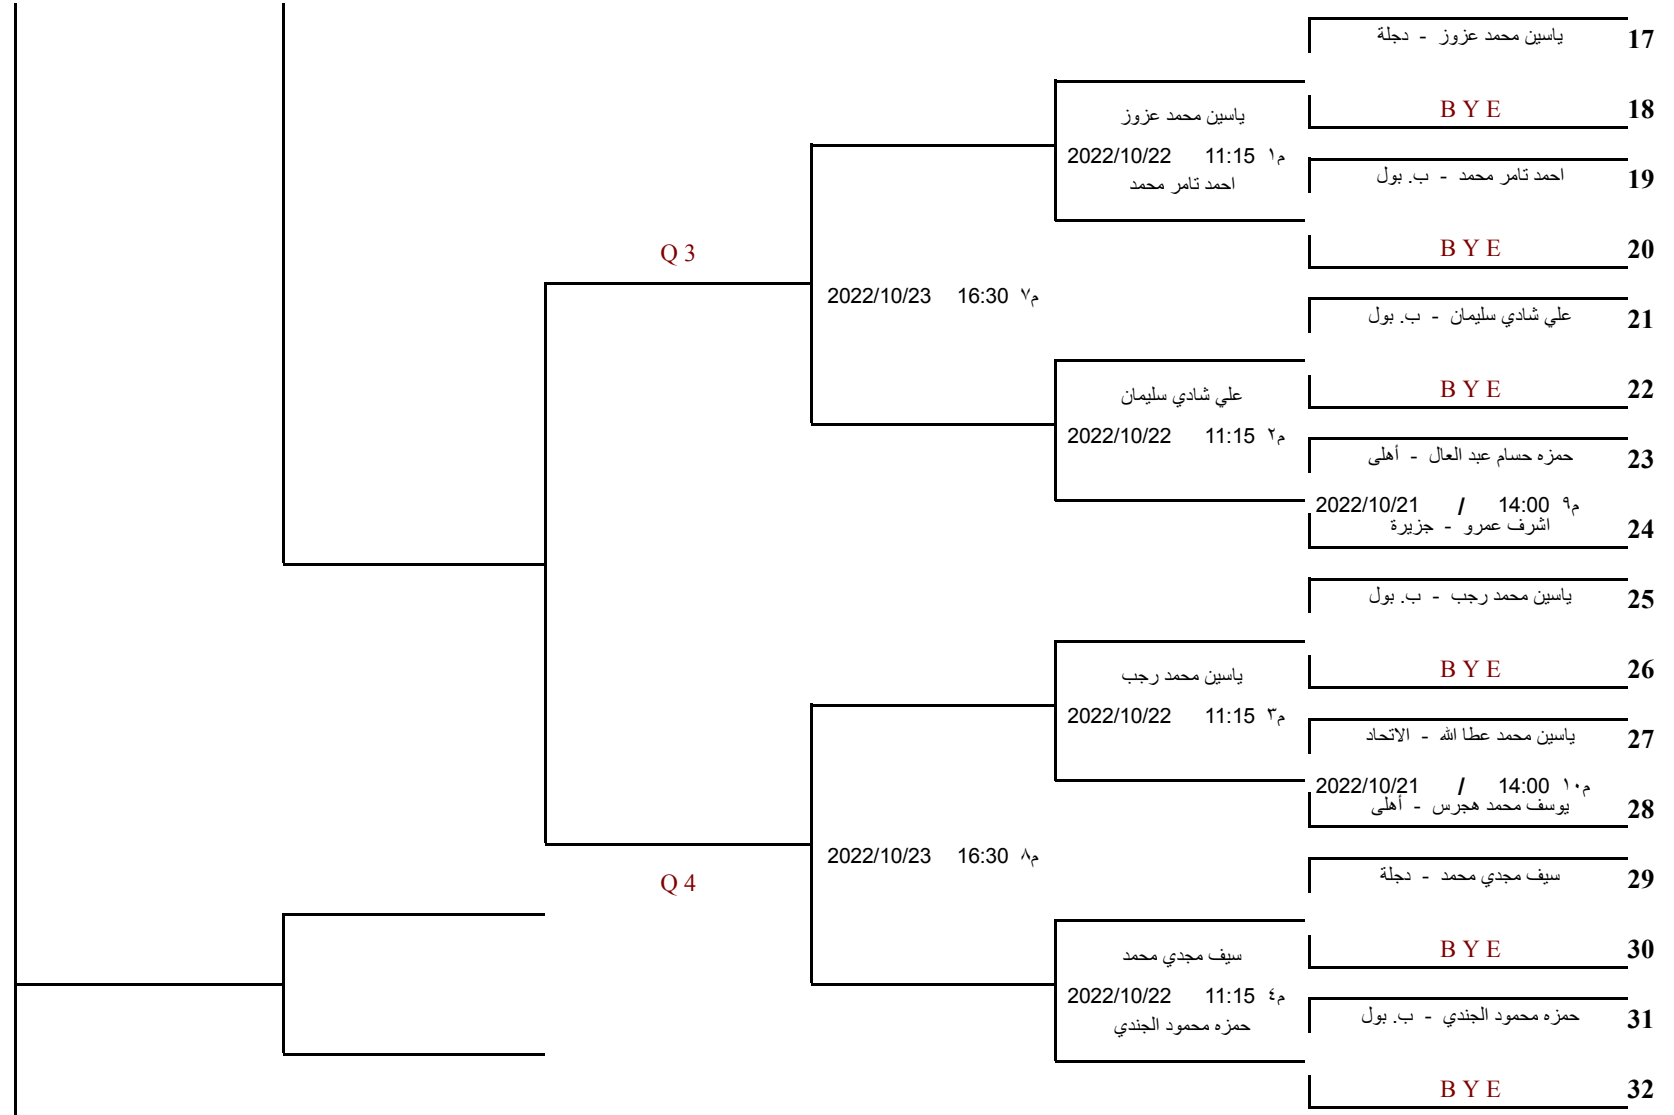 17 ياسين محمد عزوز - دجلة
18 B Y E
ياسين محمد عزوز
م١ 11:15 2022/10/22
احمد تامر محمد
19 احمد تامر محمد - ب. بول
20 B Y E
Q 3
م٧ 16:30 2022/10/23
21 علي شادي سليمان - ب. بول
22 B Y E
علي شادي سليمان
م٢ 11:15 2022/10/22
23 حمزه حسام عبد العال - أهلى
م٩ 14:00 / 2022/10/21
24 اشرف عمرو - جزيرة
25 ياسين محمد رجب - ب. بول
26 B Y E
ياسين محمد رجب
م٣ 11:15 2022/10/22
27 ياسين محمد عطا الله - الاتحاد
م١٠ 14:00 / 2022/10/21
28 يوسف محمد هجرس - أهلى
م٨ 16:30 2022/10/23
Q 4
29 سيف مجدي محمد - دجلة
30 B Y E
سيف مجدي محمد
م٤ 11:15 2022/10/22
حمزه محمود الجندي
31 حمزه محمود الجندي - ب. بول
32 B Y E